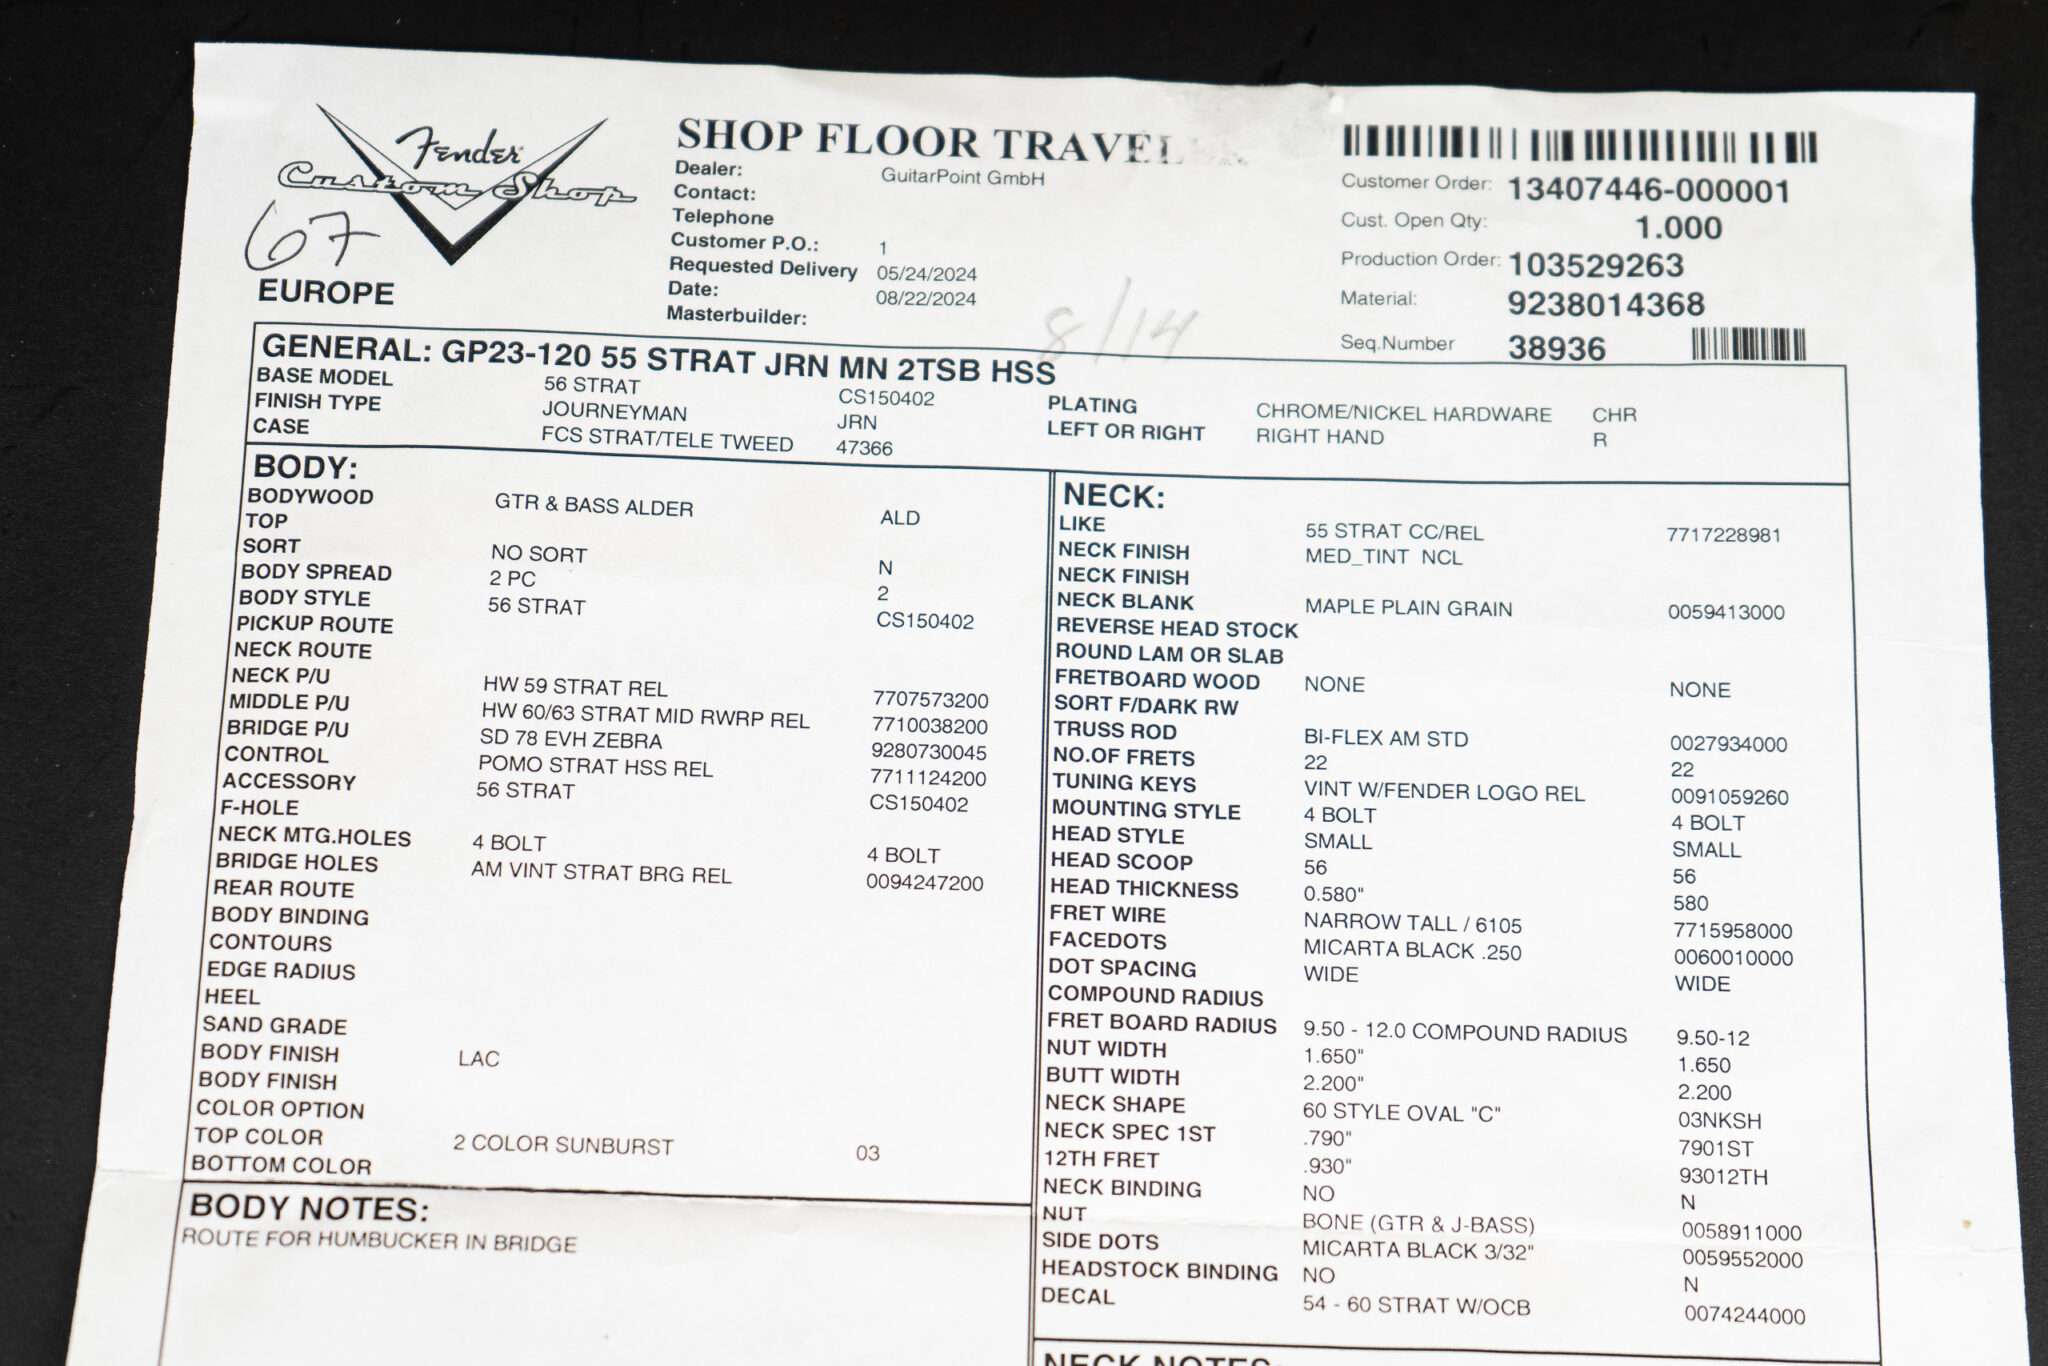 Fender
Custom Shop
67
EUROPE
SHOP FLOOR TRAVELER
Dealer: GuitarPoint GmbH
Contact:
Telephone
Customer P.O.: 1
Requested Delivery 05/24/2024
Date: 08/22/2024
Masterbuilder:
8/14
Customer Order: 13407446-000001
Cust. Open Qty: 1.000
Production Order: 103529263
Material: 9238014368
Seq.Number 38936
GENERAL: GP23-120 55 STRAT JRN MN 2TSB HSS
BASE MODEL 56 STRAT CS150402
FINISH TYPE JOURNEYMAN JRN
CASE FCS STRAT/TELE TWEED 47366
PLATING CHROME/NICKEL HARDWARE CHR
LEFT OR RIGHT RIGHT HAND R
BODY:
BODYWOOD GTR & BASS ALDER ALD
TOP
SORT NO SORT N
BODY SPREAD 2 PC 2
BODY STYLE 56 STRAT CS150402
PICKUP ROUTE
NECK ROUTE
NECK P/U HW 59 STRAT REL 7707573200
MIDDLE P/U HW 60/63 STRAT MID RWRP REL 7710038200
BRIDGE P/U SD 78 EVH ZEBRA 9280730045
CONTROL POMO STRAT HSS REL 7711124200
ACCESSORY 56 STRAT CS150402
F-HOLE
NECK MTG.HOLES 4 BOLT 4 BOLT
BRIDGE HOLES AM VINT STRAT BRG REL 0094247200
REAR ROUTE
BODY BINDING
CONTOURS
EDGE RADIUS
HEEL
SAND GRADE
BODY FINISH LAC
BODY FINISH
COLOR OPTION
TOP COLOR 2 COLOR SUNBURST 03
BOTTOM COLOR
BODY NOTES:
ROUTE FOR HUMBUCKER IN BRIDGE
NECK:
LIKE 55 STRAT CC/REL 7717228981
NECK FINISH MED_TINT NCL
NECK FINISH
NECK BLANK MAPLE PLAIN GRAIN 0059413000
REVERSE HEAD STOCK
ROUND LAM OR SLAB
FRETBOARD WOOD NONE NONE
SORT F/DARK RW
TRUSS ROD BI-FLEX AM STD 0027934000
NO.OF FRETS 22 22
TUNING KEYS VINT W/FENDER LOGO REL 0091059260
MOUNTING STYLE 4 BOLT 4 BOLT
HEAD STYLE SMALL SMALL
HEAD SCOOP 56 56
HEAD THICKNESS 0.580" 580
FRET WIRE NARROW TALL / 6105 7715958000
FACEDOTS MICARTA BLACK .250 0060010000
DOT SPACING WIDE WIDE
COMPOUND RADIUS
FRET BOARD RADIUS 9.50 - 12.0 COMPOUND RADIUS 9.50-12
NUT WIDTH 1.650" 1.650
BUTT WIDTH 2.200" 2.200
NECK SHAPE 60 STYLE OVAL "C" 03NKSH
NECK SPEC 1ST .790" 7901ST
12TH FRET .930" 93012TH
NECK BINDING NO N
NUT BONE (GTR & J-BASS) 0058911000
SIDE DOTS MICARTA BLACK 3/32" 0059552000
HEADSTOCK BINDING NO N
DECAL 54 - 60 STRAT W/OCB 0074244000
NECK NOTES: